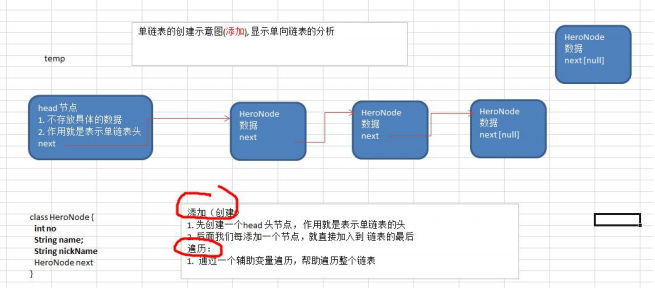 单链表的创建示意图(添加), 显示单向链表的分析
temp
HeroNode
数据
next [null]
head 节点
1. 不存放具体的数据
2. 作用就是表示单链表头
next
HeroNode
数据
next
HeroNode
数据
next
HeroNode
数据
next [null]
class HeroNode {
int no
String name;
String nickName
HeroNode next
}
添加（创建）
1. 先创建一个head 头节点， 作用就是表示单链表的头
2. 后面我们每添加一个节点，就直接加入到 链表的最后
遍历：
1. 通过一个辅助变量遍历，帮助遍历整个链表